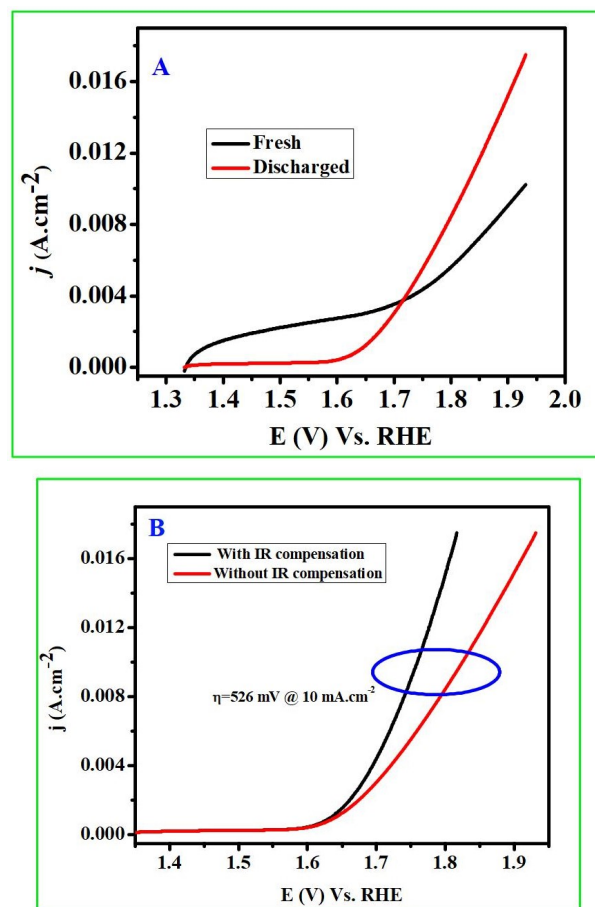 A
0.016
0.012
0.008
0.004
0.000
j (A.cm⁻²)
Fresh
Discharged
1.3 1.4 1.5 1.6 1.7 1.8 1.9 2.0
E (V) Vs. RHE
B
0.016
0.012
0.008
0.004
0.000
j (A.cm⁻²)
With IR compensation
Without IR compensation
η=526 mV @ 10 mA.cm⁻²
1.4 1.5 1.6 1.7 1.8 1.9
E (V) Vs. RHE